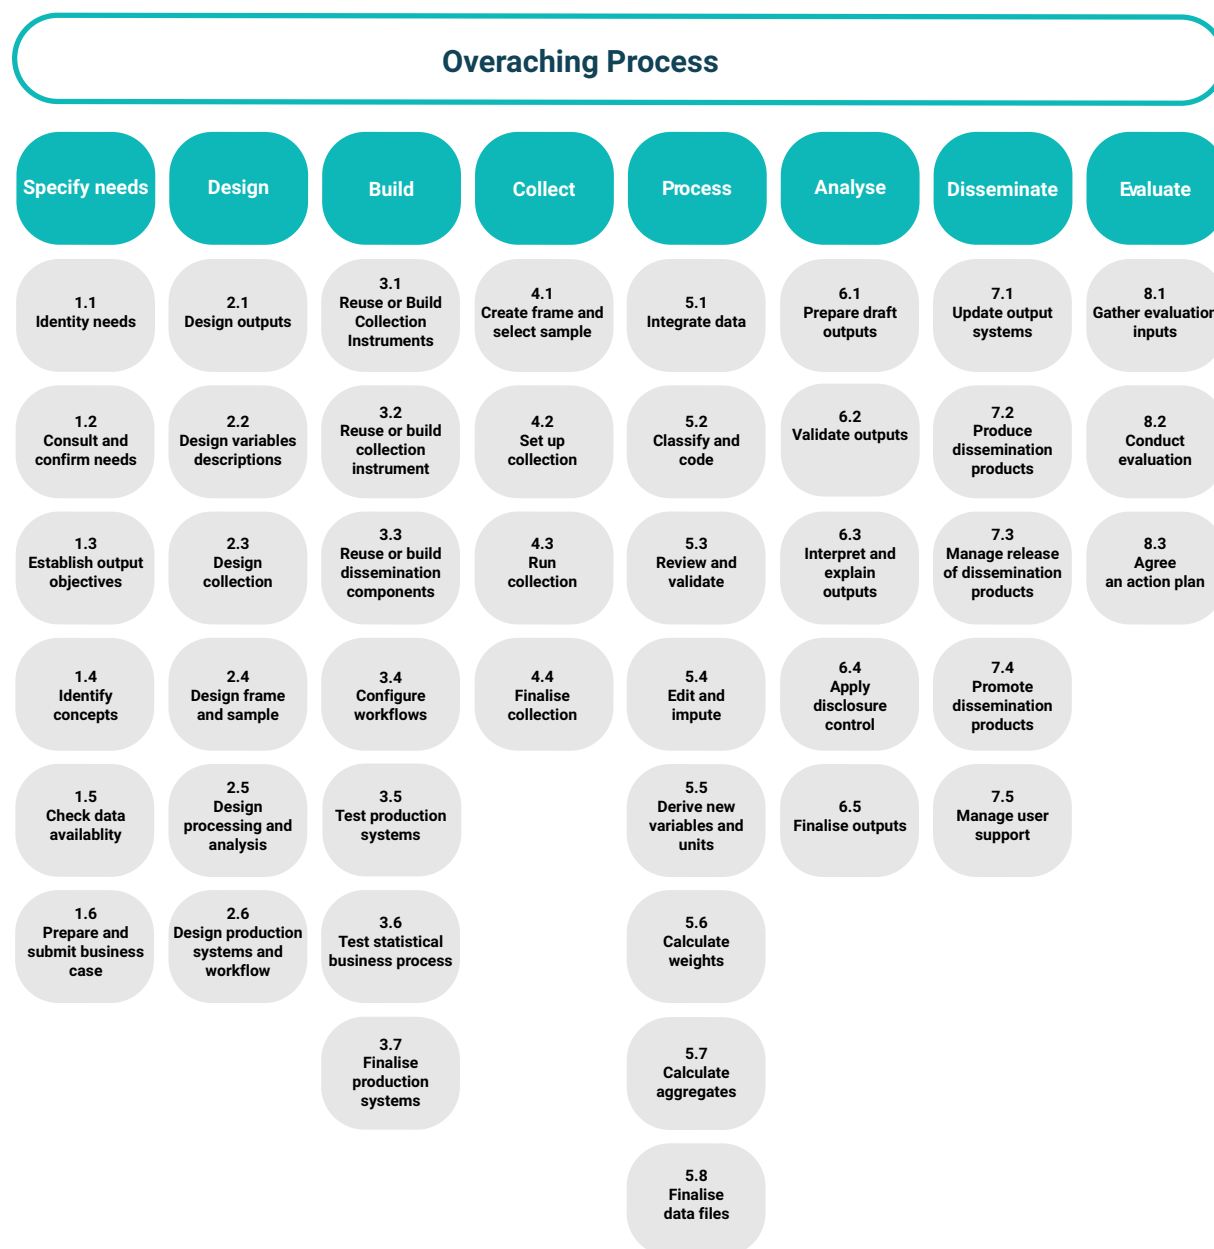 Overaching Process
Specify needs
Design
Build
Collect
Process
Analyse
Disseminate
Evaluate
1.1
Identity needs
2.1
Design outputs
3.1
Reuse or Build
Collection
Instruments
4.1
Create frame and
select sample
5.1
Integrate data
6.1
Prepare draft
outputs
7.1
Update output
systems
8.1
Gather evaluation
inputs
1.2
Consult and
confirm needs
2.2
Design variables
descriptions
3.2
Reuse or build
collection
instrument
4.2
Set up
collection
5.2
Classify and
code
6.2
Validate outputs
7.2
Produce
dissemination
products
8.2
Conduct
evaluation
1.3
Establish output
objectives
2.3
Design
collection
3.3
Reuse or build
dissemination
components
4.3
Run
collection
5.3
Review and
validate
6.3
Interpret and
explain
outputs
7.3
Manage release
of dissemination
products
8.3
Agree
an action plan
1.4
Identify
concepts
2.4
Design frame
and sample
3.4
Configure
workflows
4.4
Finalise
collection
5.4
Edit and
impute
6.4
Apply
disclosure
control
7.4
Promote
dissemination
products
1.5
Check data
availablity
2.5
Design
processing and
analysis
3.5
Test production
systems
5.5
Derive new
variables and
units
6.5
Finalise outputs
7.5
Manage user
support
1.6
Prepare and
submit business
case
2.6
Design production
systems and
workflow
3.6
Test statistical
business process
5.6
Calculate
weights
3.7
Finalise
production
systems
5.7
Calculate
aggregates
5.8
Finalise
data files